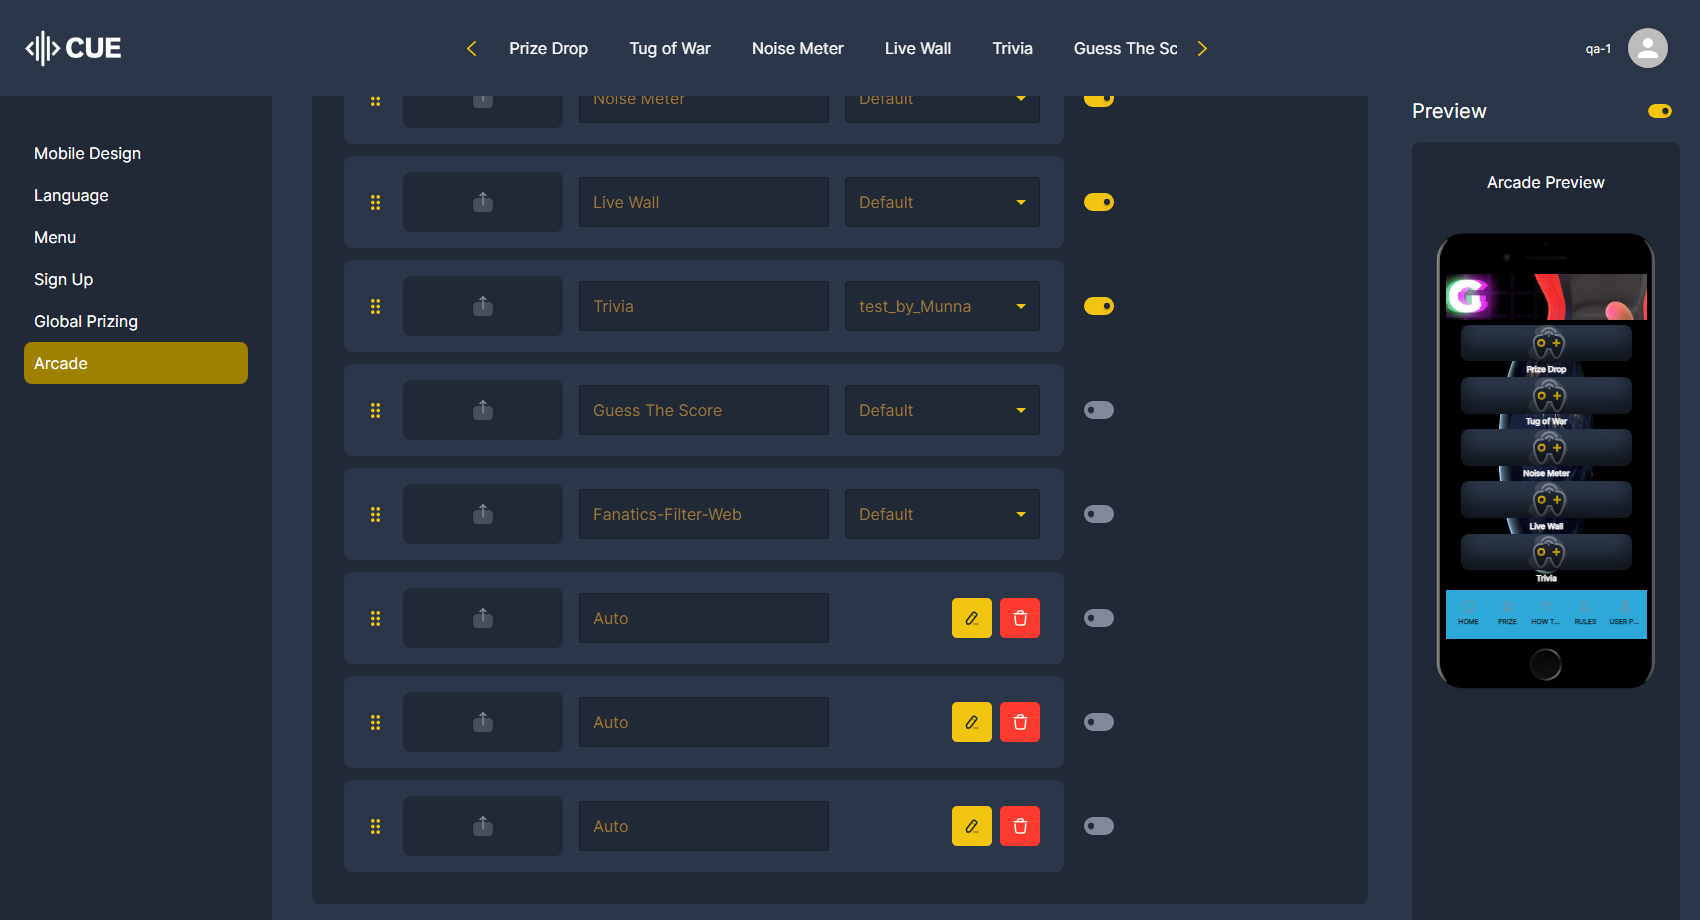 CUE
Prize Drop
Tug of War
Noise Meter
Live Wall
Trivia
Guess The Sc
qa-1
Mobile Design
Language
Menu
Sign Up
Global Prizing
Arcade
Noise Meter
Default
Live Wall
Default
Trivia
test_by_Munna
Guess The Score
Default
Fanatics-Filter-Web
Default
Auto
Auto
Auto
Preview
Arcade Preview
G
Prize Drop
Tug of War
Noise Meter
Live Wall
Trivia
HOME
PRIZE
HOW T...
RULES
USER P...